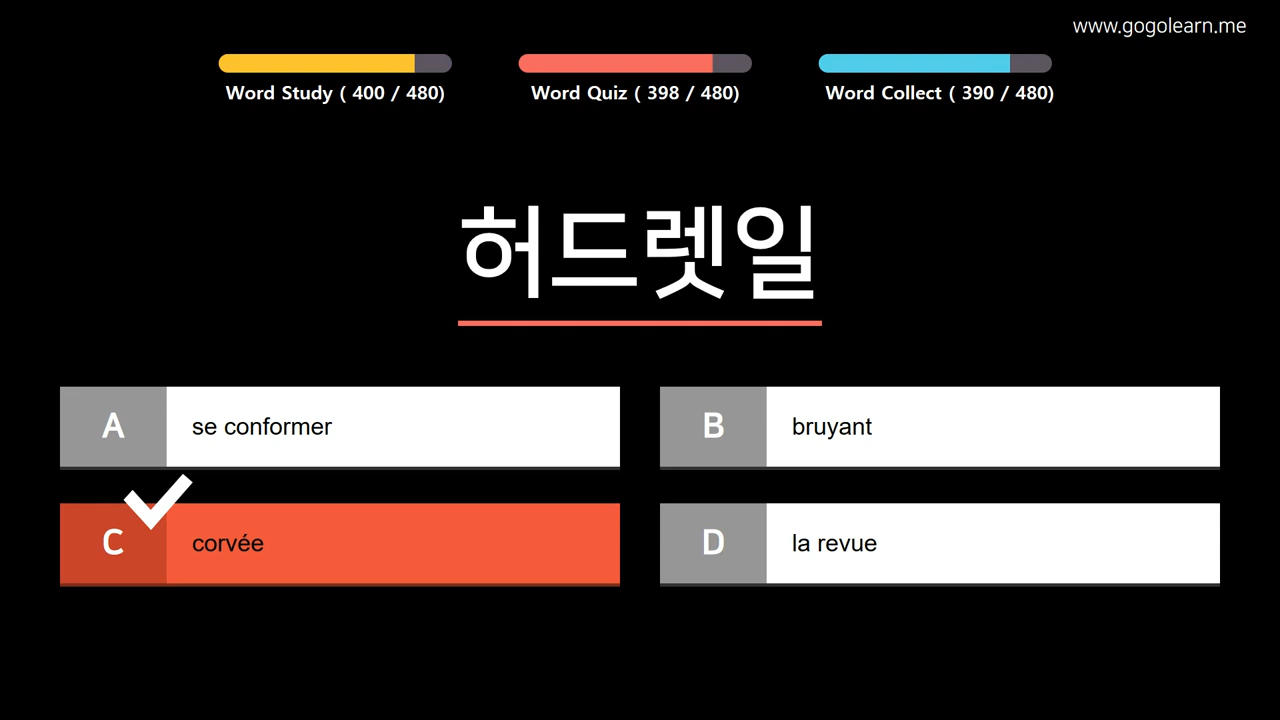 www.gogolearn.me
Word Study ( 400 / 480)
Word Quiz ( 398 / 480)
Word Collect ( 390 / 480)
허드렛일
A se conformer
B bruyant
C corvée
D la revue